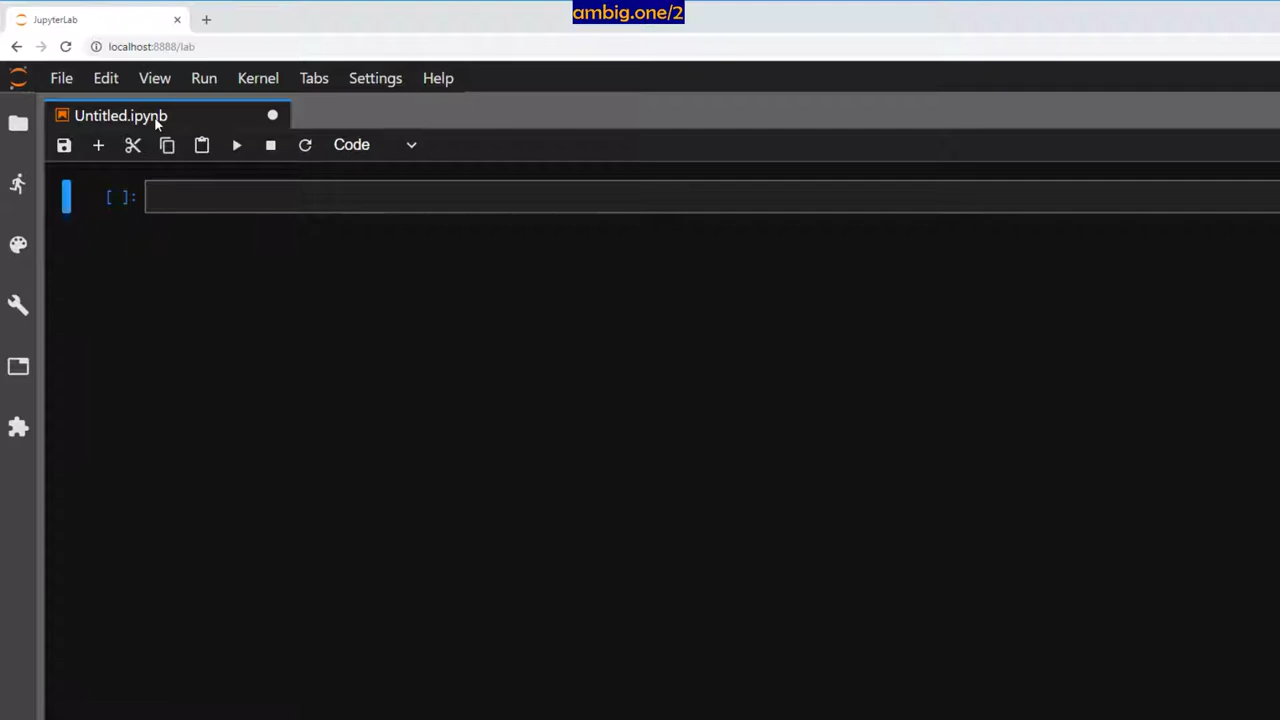 ambig.one/2
JupyterLab
localhost:8888/lab
File Edit View Run Kernel Tabs Settings Help
Untitled.ipynb
Code
[ ]: